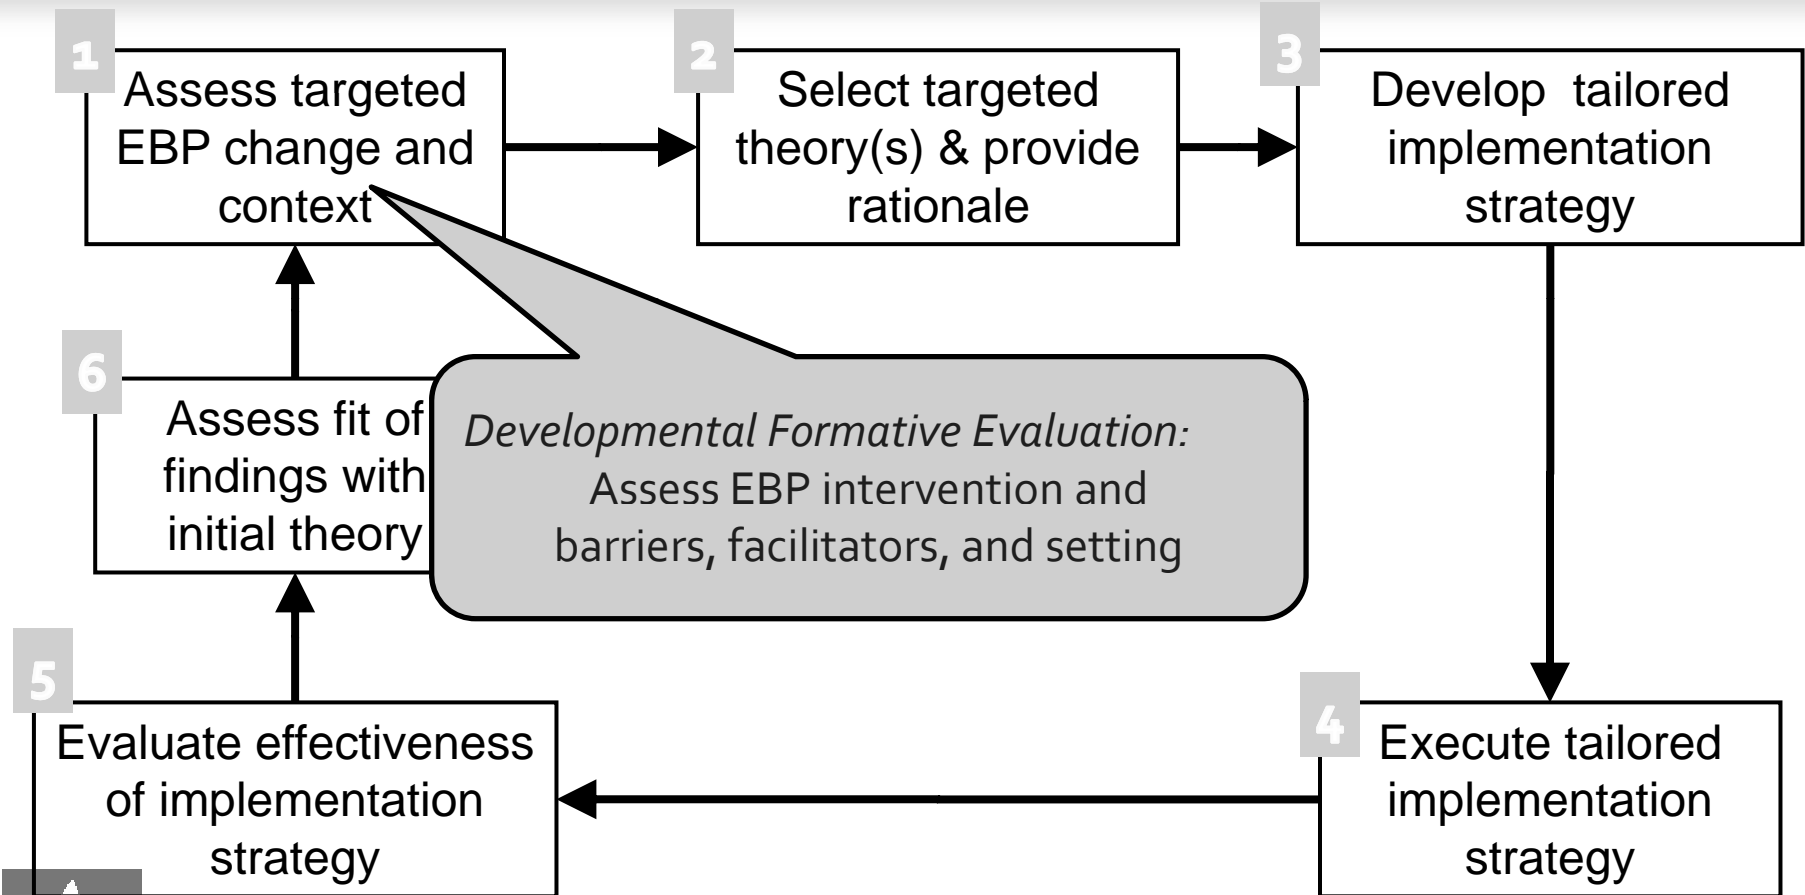 1
Assess targeted
EBP change and
context
2
Select targeted
theory(s) & provide
rationale
3
Develop tailored
implementation
strategy
6
Assess fit of
findings with
initial theory
Developmental Formative Evaluation:
Assess EBP intervention and
barriers, facilitators, and setting
5
Evaluate effectiveness
of implementation
strategy
4
Execute tailored
implementation
strategy